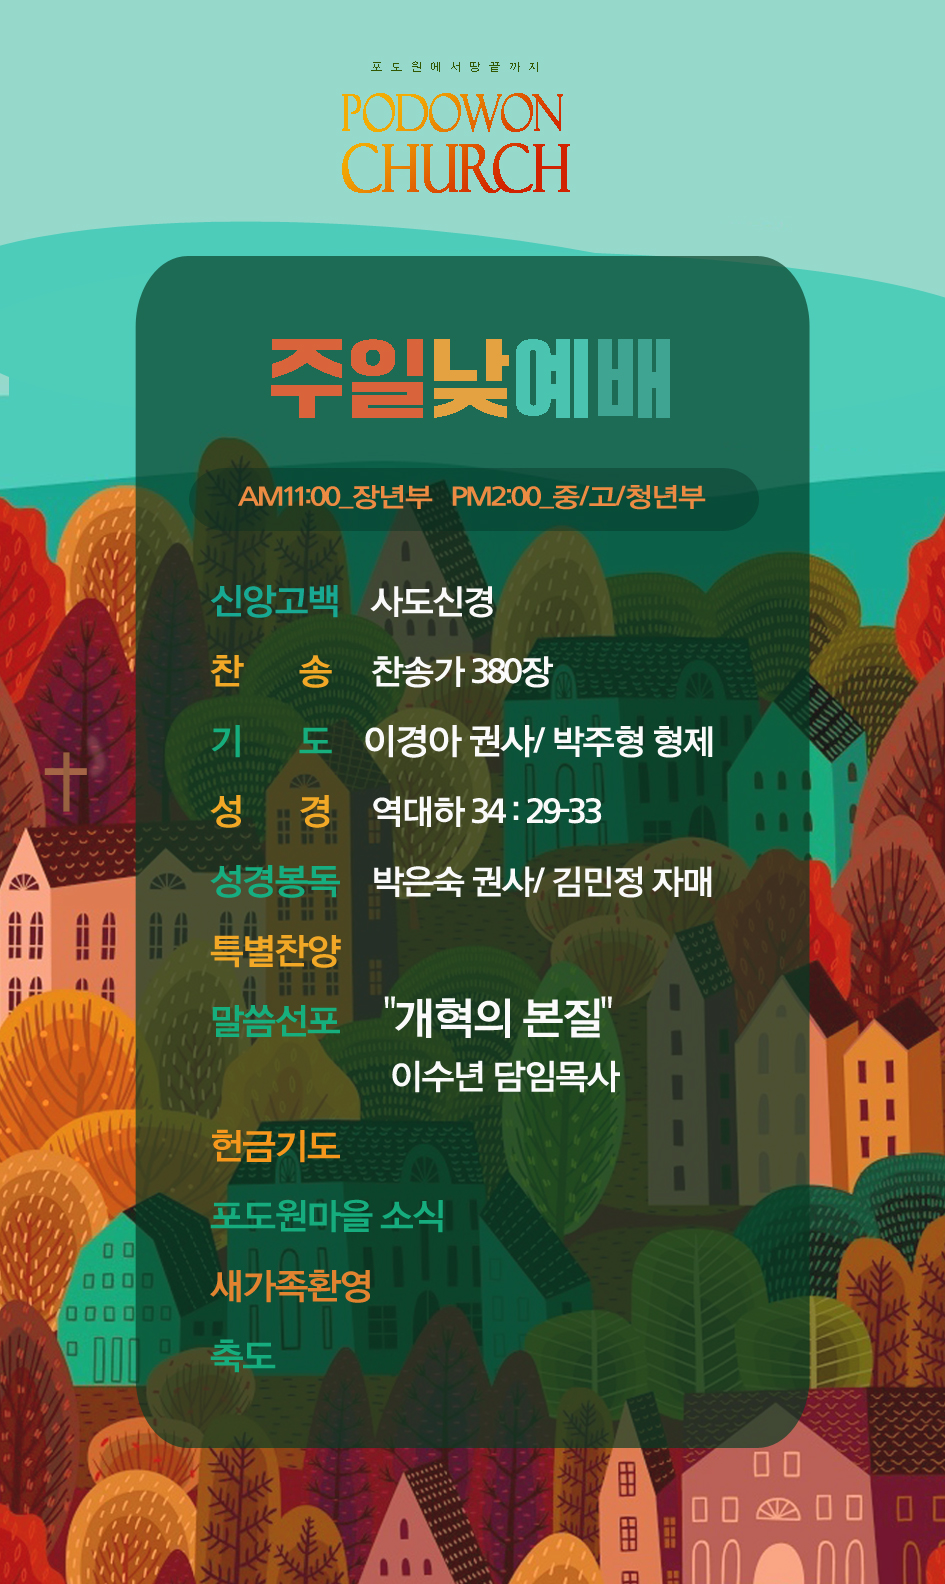 포도원에서땅끝까지
PODOWON
CHURCH
주일낮예배
AM11:00_장년부 PM2:00_중/고/청년부
신앙고백 사도신경
찬 송 찬송가 380장
기 도 이경아 권사/ 박주형 형제
성 경 역대하 34 : 29-33
성경봉독 박은숙 권사/ 김민정 자매
특별찬양
말씀선포 "개혁의 본질"
이수년 담임목사
헌금기도
포도원마을 소식
새가족환영
축도